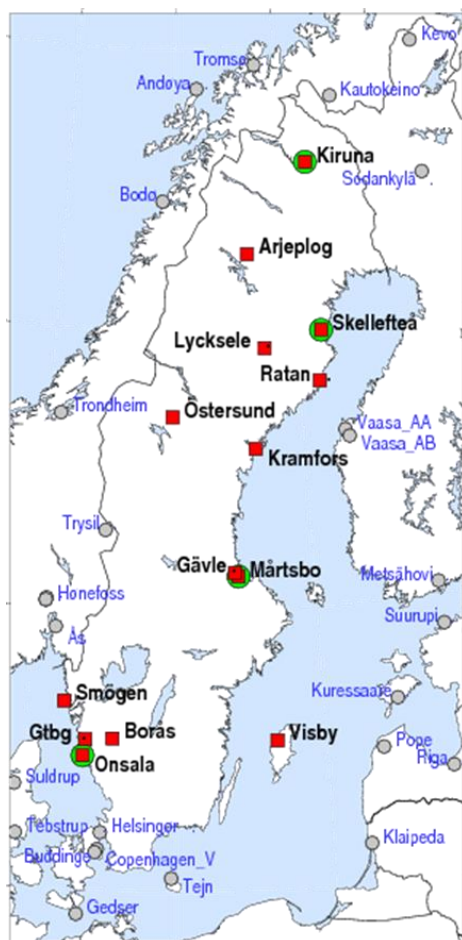 Kevo
Tromsø
Andøya
Kautokeino
Kiruna
Sodankylä
Bodø
Arjeplog
Skelleftea
Lycksele
Ratan
Trondheim
Östersund
Vaasa_AA
Vaasa_AB
Kramfors
Trysil
Gävle
Mårtsbo
Metsähovi
Hønefoss
Suurupi
Ås
Smögen
Kuressaare
Gtbg
Borås
Visby
Pope
Onsala
Riga
Suldrup
Tebstrup
Helsingør
Klaipeda
Buddinge
Copenhagen_V
Tejn
Gedser